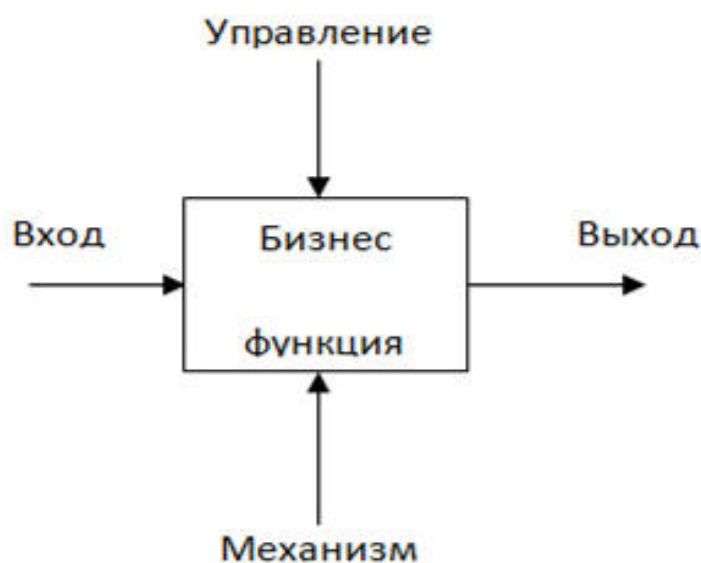 Управление
Вход
Бизнес
Выход
функция
Механизм